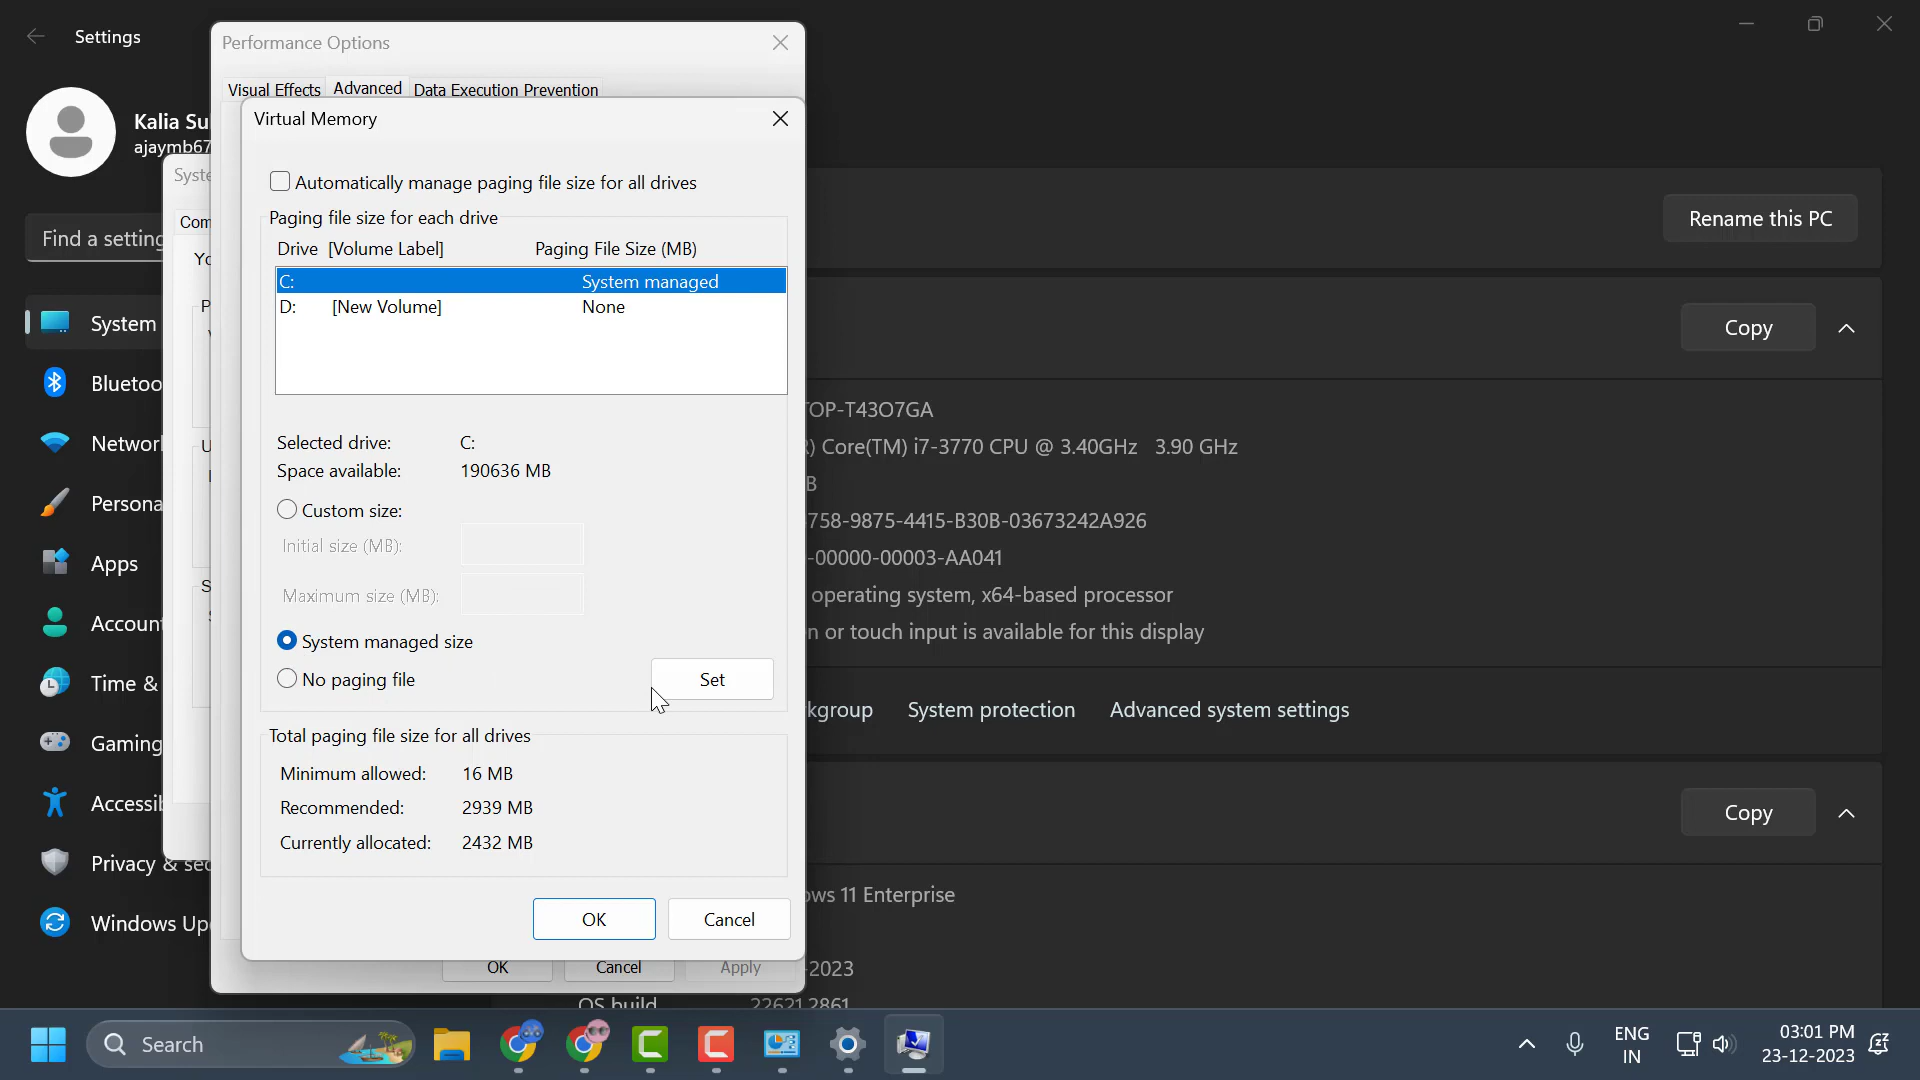 Settings
Kalia Su
ajaymb67
Find a setting
System
Bluetoo
Networ
Persona
Apps
Accoun
Time &
Gaming
Accessib
Privacy & sec
Windows Up
Syste
Com
Yo
Performance Options
Visual Effects
Advanced
Data Execution Prevention
Virtual Memory
Automatically manage paging file size for all drives
Paging file size for each drive
Drive [Volume Label] Paging File Size (MB)
C: System managed
D: [New Volume] None
Selected drive: C:
Space available: 190636 MB
Custom size:
Initial size (MB):
Maximum size (MB):
System managed size
No paging file
Set
Total paging file size for all drives
Minimum allowed: 16 MB
Recommended: 2939 MB
Currently allocated: 2432 MB
OK
Cancel
OK
Cancel
Apply
Rename this PC
Copy
TOP-T43O7GA
) Core(TM) i7-3770 CPU @ 3.40GHz 3.90 GHz
B
758-9875-4415-B30B-03673242A926
-00000-00003-AA041
operating system, x64-based processor
n or touch input is available for this display
kgroup
System protection
Advanced system settings
Copy
ows 11 Enterprise
-2023
OS build 22621.2861
Search
ENG
IN
03:01 PM
23-12-2023